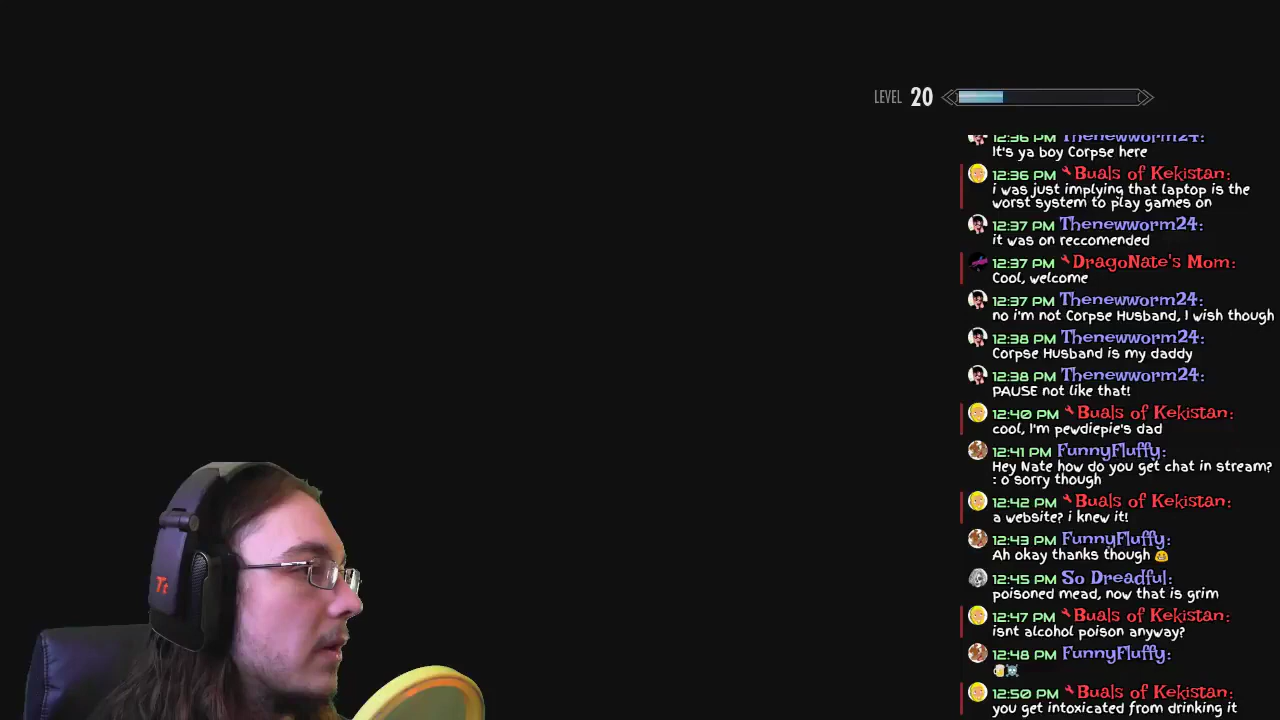 LEVEL 20
12:36 PM Thenewworm24:
It's ya boy Corpse here
12:36 PM Buals of Kekistan:
i was just implying that laptop is the
worst system to play games on
12:37 PM Thenewworm24:
it was on reccomended
12:37 PM DragoNate's Mom:
Cool, welcome
12:37 PM Thenewworm24:
no i'm not Corpse Husband, I wish though
12:38 PM Thenewworm24:
Corpse Husband is my daddy
12:38 PM Thenewworm24:
PAUSE not like that!
12:40 PM Buals of Kekistan:
cool, I'm pewdiepie's dad
12:41 PM FunnyFluffy:
Hey Nate how do you get chat in stream?
: o sorry though
12:42 PM Buals of Kekistan:
a website? i knew it!
12:43 PM FunnyFluffy:
Ah okay thanks though
12:45 PM So Dreadful:
poisoned mead, now that is grim
12:47 PM Buals of Kekistan:
isnt alcohol poison anyway?
12:48 PM FunnyFluffy:
12:50 PM Buals of Kekistan:
you get intoxicated from drinking it
Tt